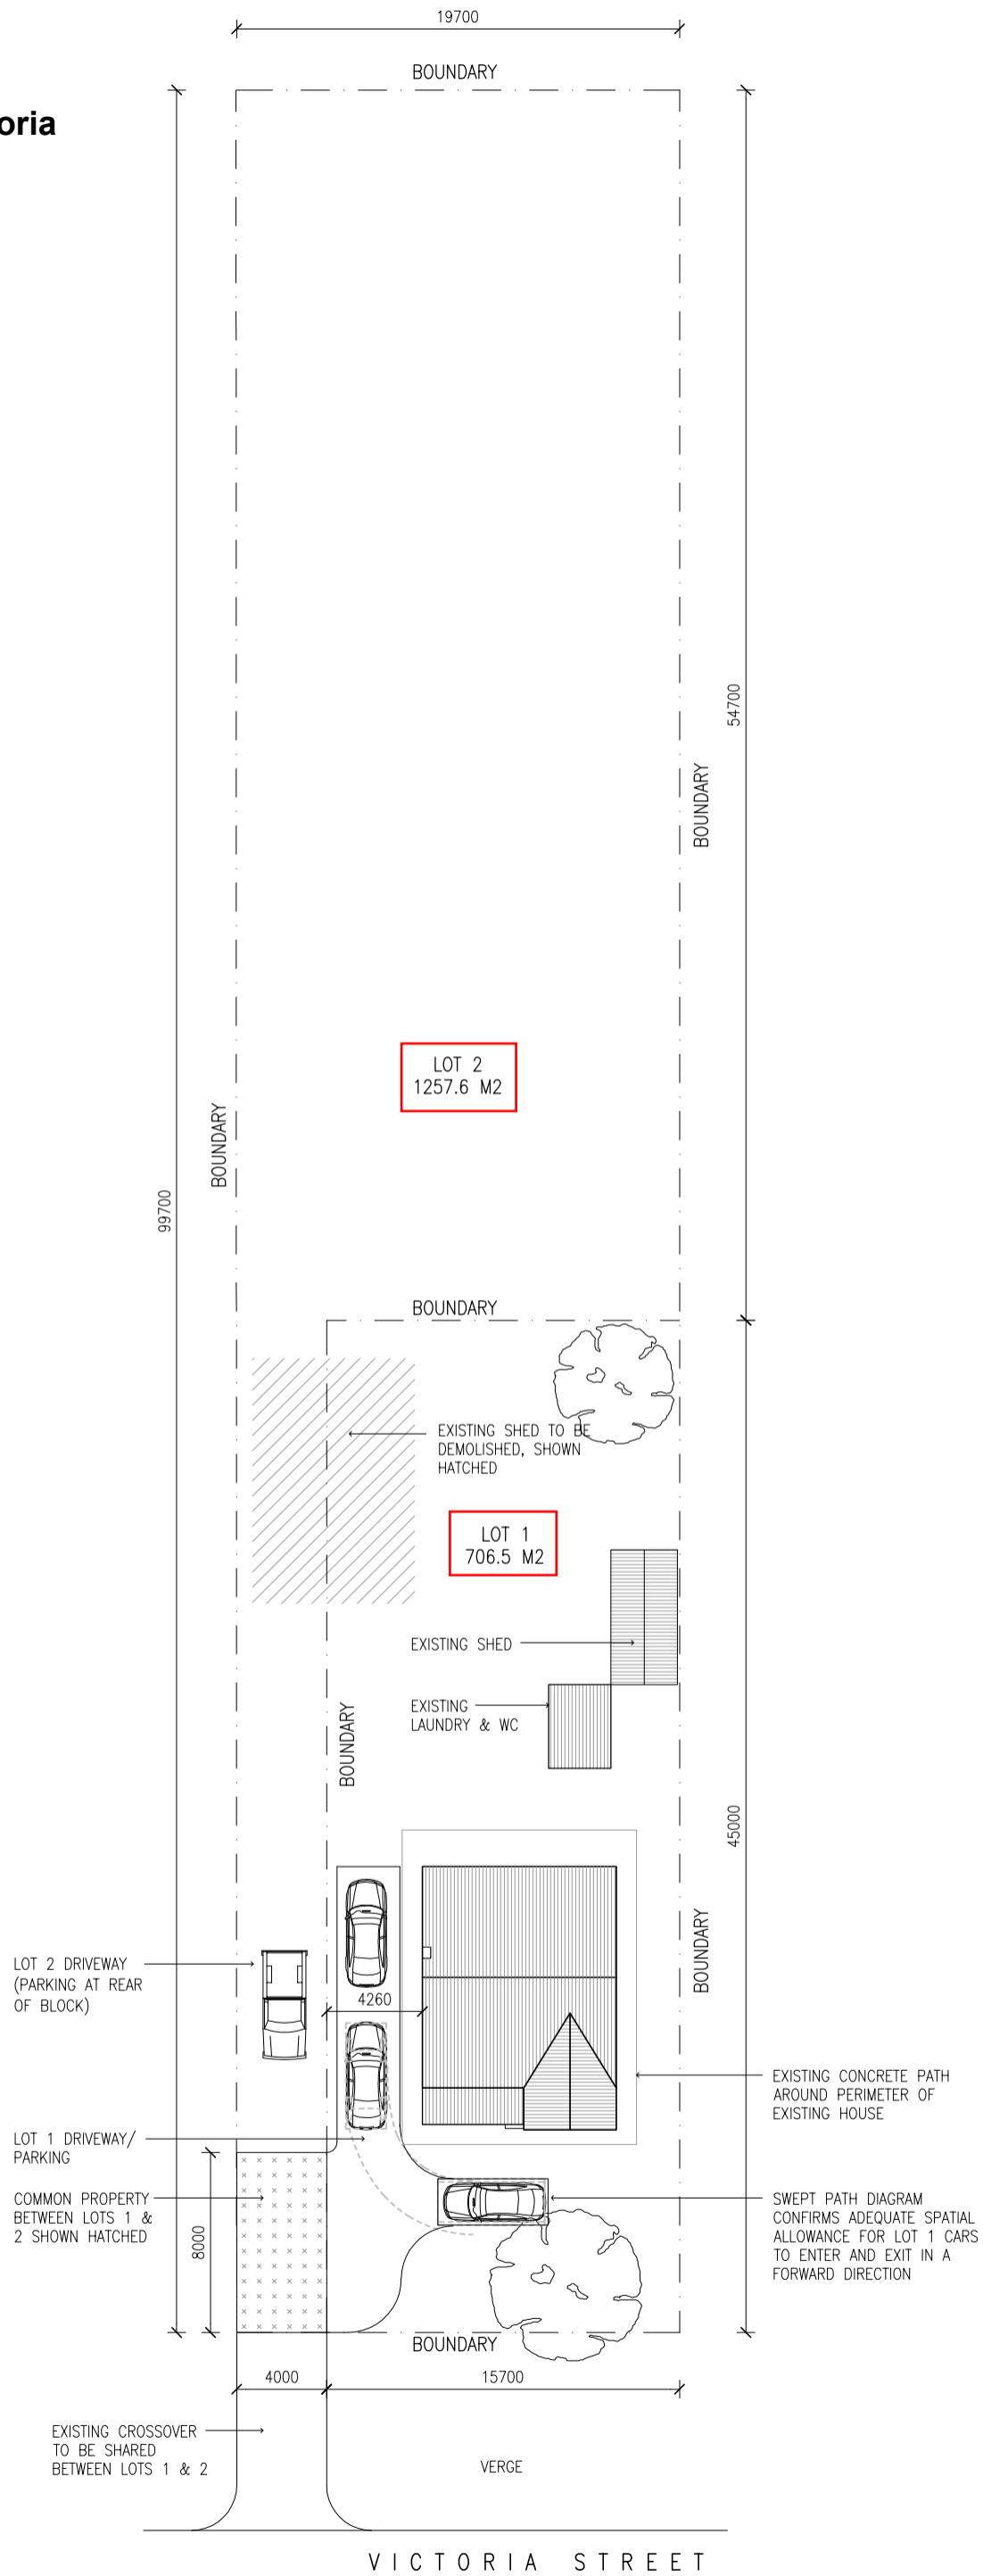 19700
BOUNDARY
oria
54700
BOUNDARY
LOT 2
1257.6 M2
BOUNDARY
99700
BOUNDARY
EXISTING SHED TO BE
DEMOLISHED, SHOWN
HATCHED
LOT 1
706.5 M2
EXISTING SHED
EXISTING
LAUNDRY & WC
BOUNDARY
45000
BOUNDARY
LOT 2 DRIVEWAY
(PARKING AT REAR
OF BLOCK)
4260
EXISTING CONCRETE PATH
AROUND PERIMETER OF
EXISTING HOUSE
LOT 1 DRIVEWAY/
PARKING
COMMON PROPERTY
BETWEEN LOTS 1 &
2 SHOWN HATCHED
8000
SWEPT PATH DIAGRAM
CONFIRMS ADEQUATE SPATIAL
ALLOWANCE FOR LOT 1 CARS
TO ENTER AND EXIT IN A
FORWARD DIRECTION
BOUNDARY
4000
15700
EXISTING CROSSOVER
TO BE SHARED
BETWEEN LOTS 1 & 2
VERGE
VICTORIA STREET